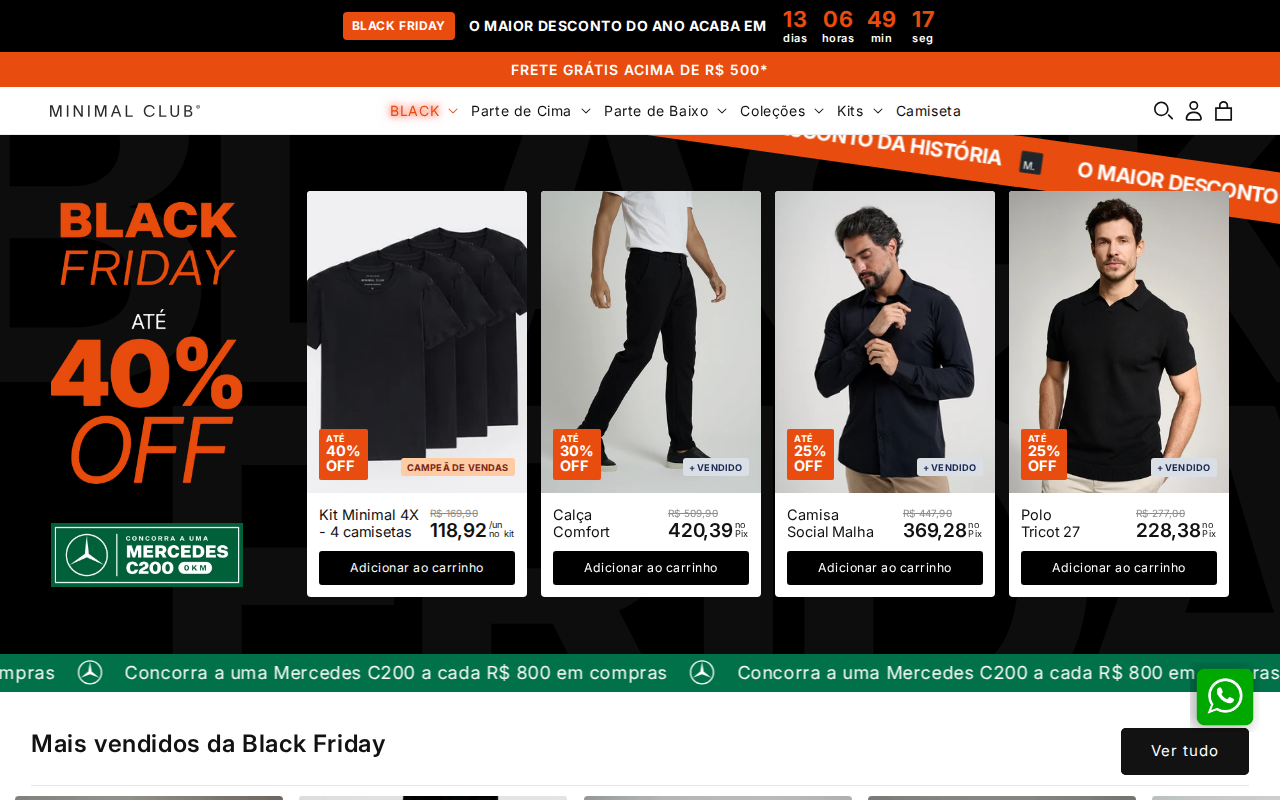 BLACK FRIDAY O MAIOR DESCONTO DO ANO ACABA EM 13 dias 06 horas 49 min 17 seg
FRETE GRÁTIS ACIMA DE R$ 500*
MINIMAL CLUB® BLACK Parte de Cima Parte de Baixo Coleções Kits Camiseta
DA HISTÓRIA M. O MAIOR DESCONTO
BLACK
FRIDAY
ATÉ
40%
OFF
CONCORRA A UMA
MERCEDES
C200 0KM
MINIMAL CLUB
ATÉ
40%
OFF
CAMPEÃ DE VENDAS
Kit Minimal 4X
- 4 camisetas
R$ 169,90
118,92 /un no kit
Adicionar ao carrinho
ATÉ
30%
OFF
+ VENDIDO
Calça
Comfort
R$ 509,90
420,39 no Pix
Adicionar ao carrinho
ATÉ
25%
OFF
+ VENDIDO
Camisa
Social Malha
R$ 447,90
369,28 no Pix
Adicionar ao carrinho
ATÉ
25%
OFF
+ VENDIDO
Polo
Tricot 27
R$ 277,00
228,38 no Pix
Adicionar ao carrinho
mpras Concorra a uma Mercedes C200 a cada R$ 800 em compras Concorra a uma Mercedes C200 a cada R$ 800 em
Mais vendidos da Black Friday
Ver tudo